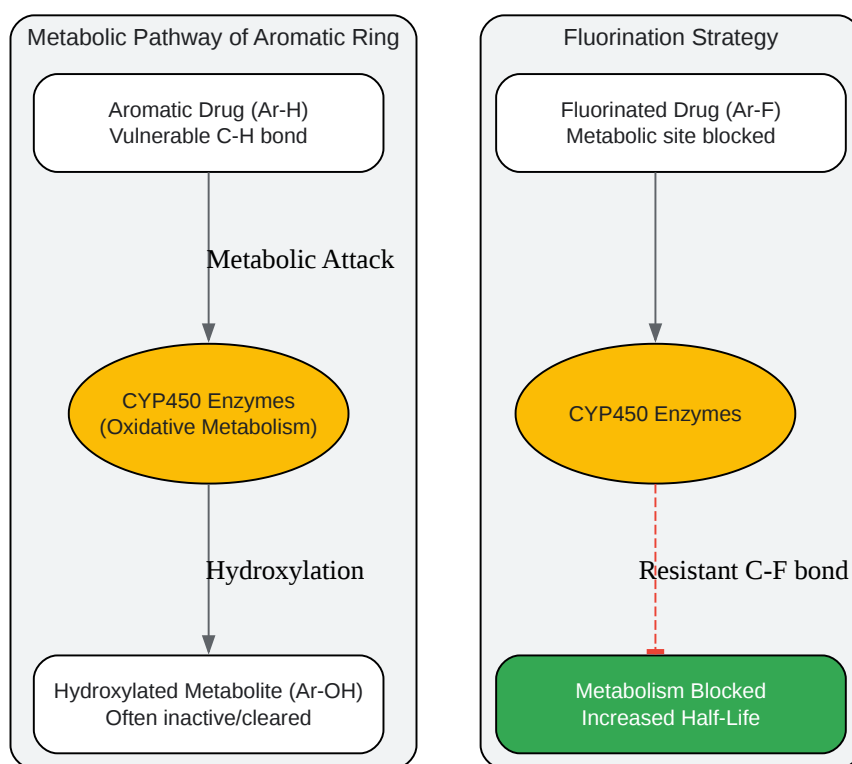 Metabolic Pathway of Aromatic Ring
Aromatic Drug (Ar-H)
Vulnerable C-H bond
Metabolic Attack
CYP450 Enzymes
(Oxidative Metabolism)
Hydroxylation
Hydroxylated Metabolite (Ar-OH)
Often inactive/cleared
Fluorination Strategy
Fluorinated Drug (Ar-F)
Metabolic site blocked
CYP450 Enzymes
Resistant C-F bond
Metabolism Blocked
Increased Half-Life